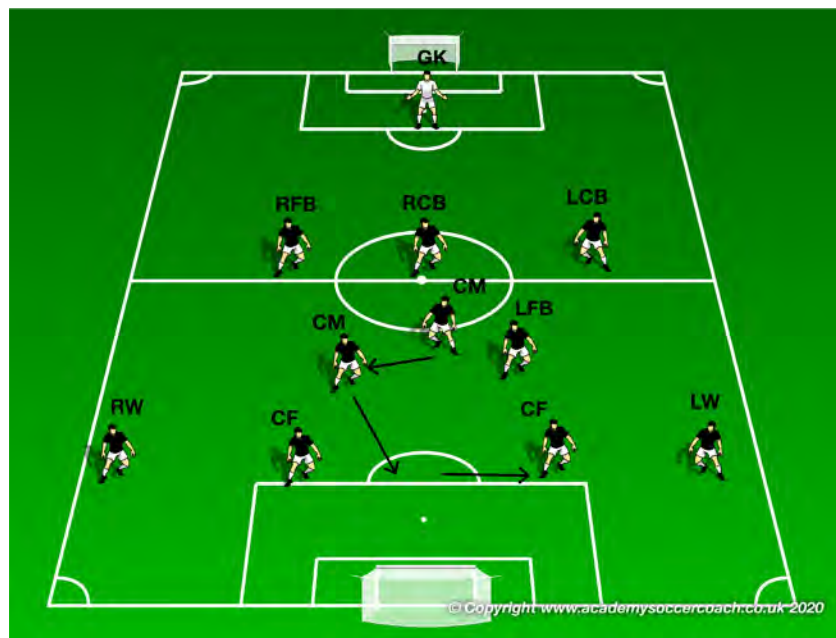 GK
RFB
RCB
LCB
CM
CM
LFB
RW
CF
CF
LW
© Copyright www.academysoccercoach.co.uk 2020